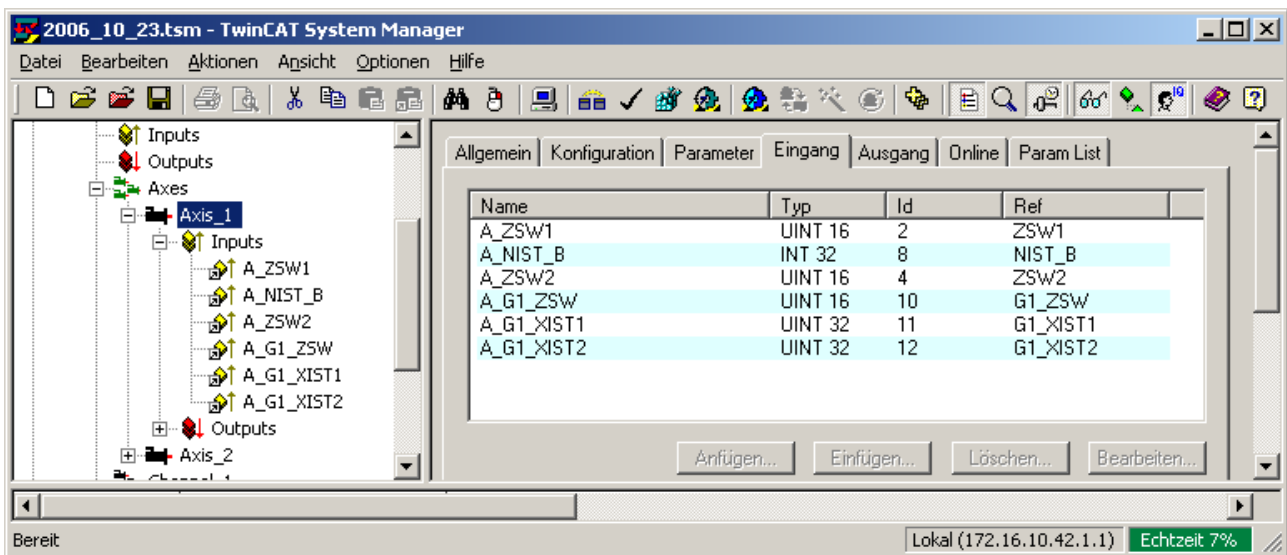 2006_10_23.tsm - TwinCAT System Manager
Datei Bearbeiten Aktionen Ansicht Optionen Hilfe
Inputs
Outputs
Axes
Axis_1
Inputs
A_ZSW1
A_NIST_B
A_ZSW2
A_G1_ZSW
A_G1_XIST1
A_G1_XIST2
Outputs
Axis_2
Allgemein Konfiguration Parameter Eingang Ausgang Online Param List
Name Typ Id Ref
A_ZSW1 UINT 16 2 ZSW1
A_NIST_B INT 32 8 NIST_B
A_ZSW2 UINT 16 4 ZSW2
A_G1_ZSW UINT 16 10 G1_ZSW
A_G1_XIST1 UINT 32 11 G1_XIST1
A_G1_XIST2 UINT 32 12 G1_XIST2
Anfügen... Einfügen... Löschen... Bearbeiten...
Bereit Lokal (172.16.10.42.1.1) Echtzeit 7%